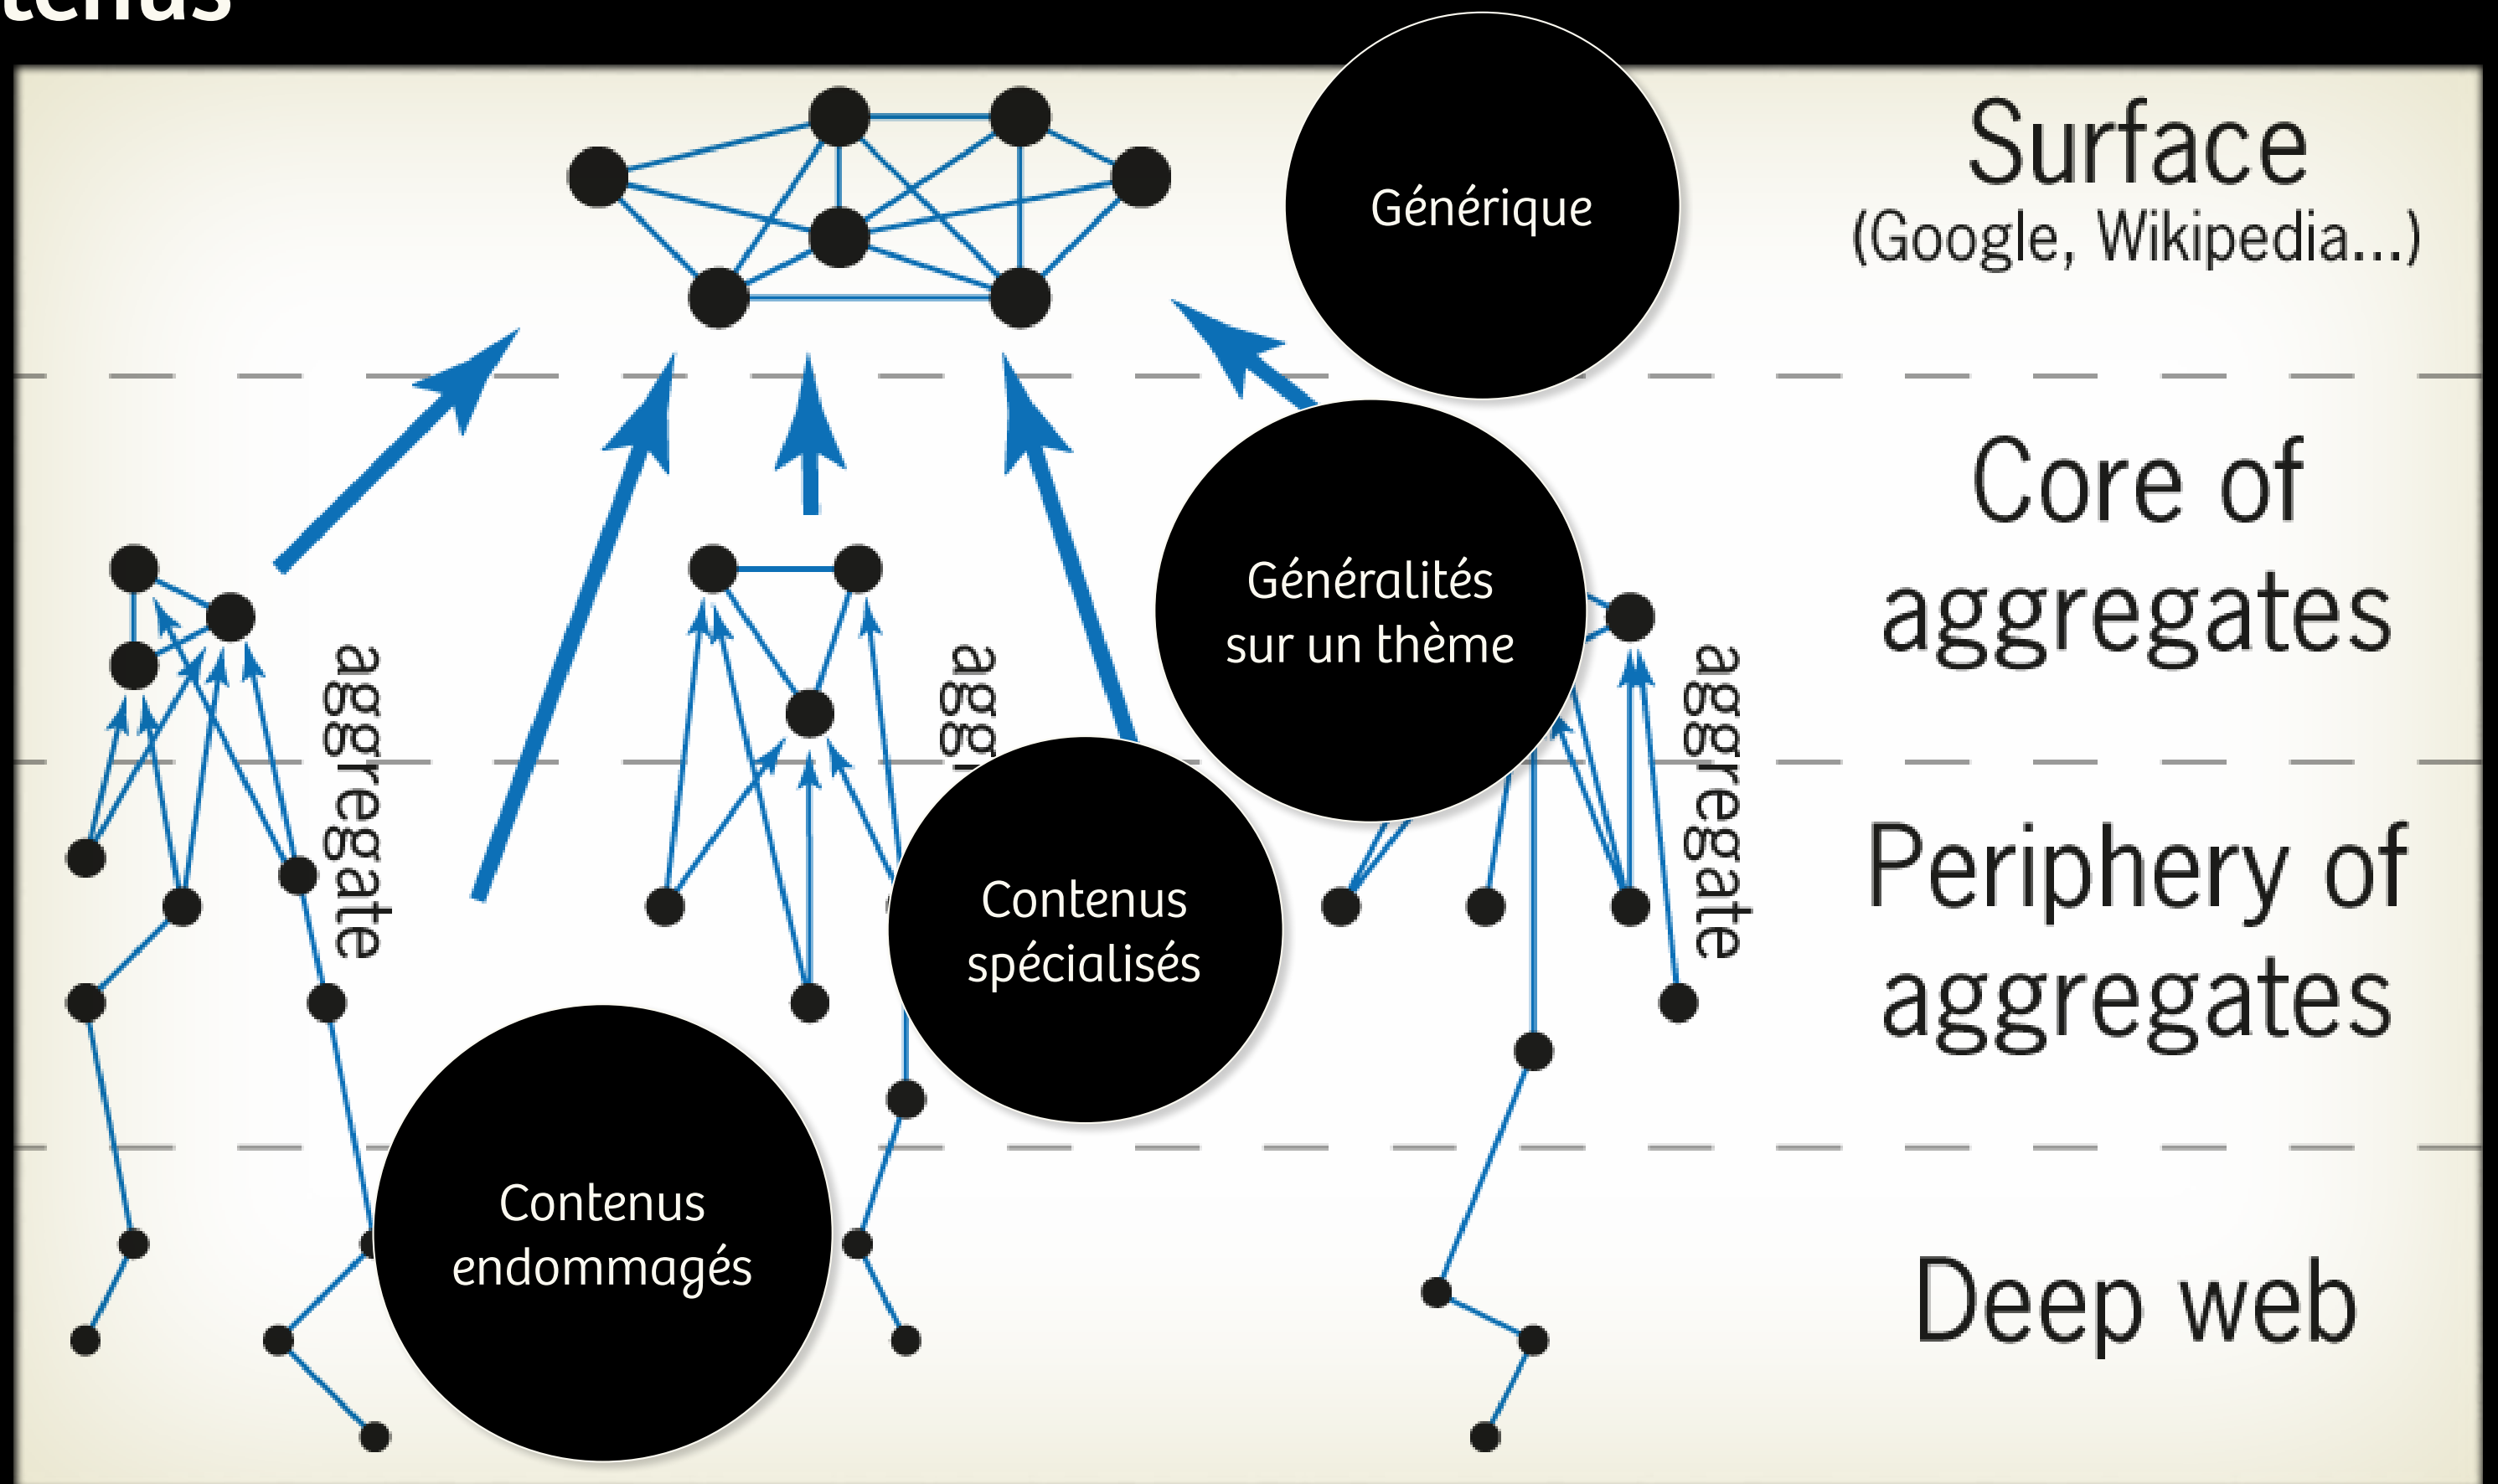 Générique
Surface
(Google, Wikipedia...)
Généralités
sur un thème
Core of
aggregates
aggregate
aggregate
Contenus
spécialisés
Periphery of
aggregates
Contenus
endommagés
Deep web